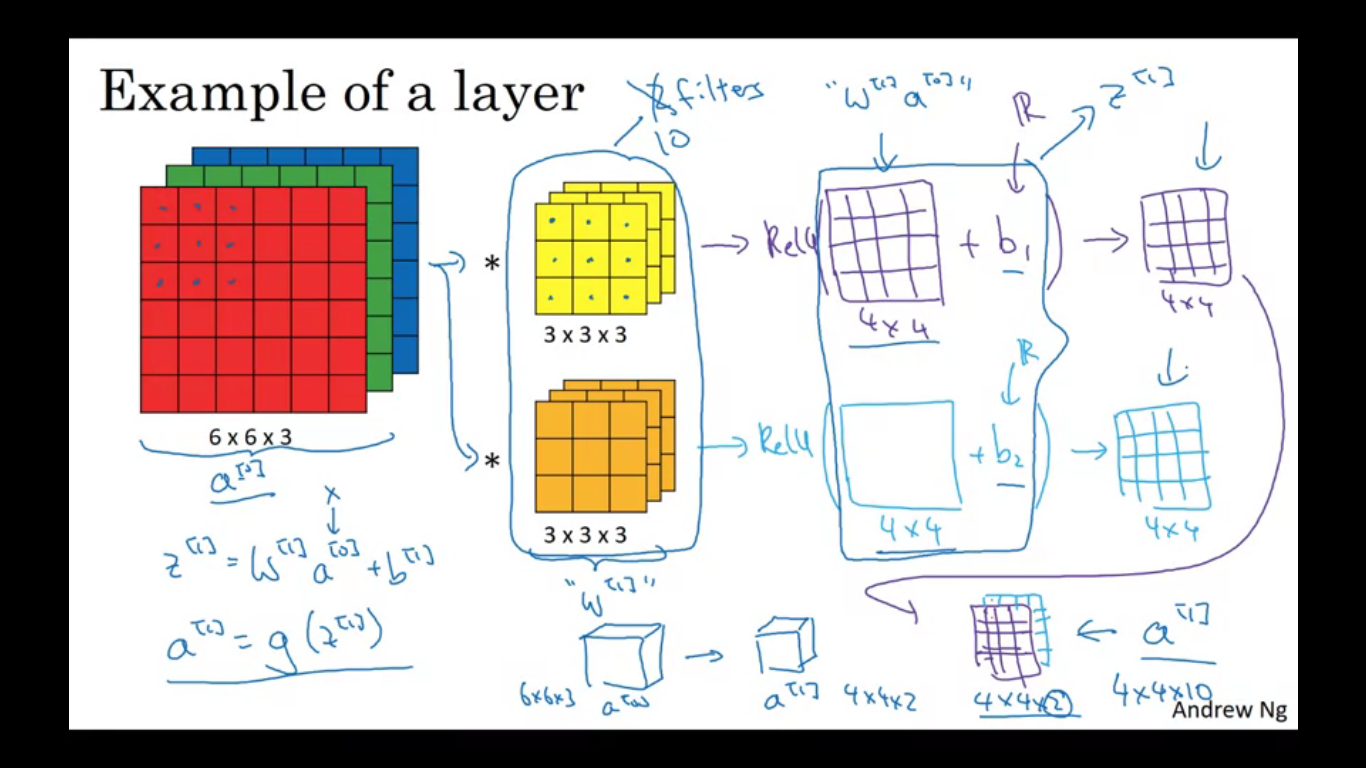 Example of a layer
2 filters
10
"W^[1] a^[0]"
ℝ
z^[1]
*
→ ReLU ( + b₁ ) →
3 x 3 x 3
4x4
4x4
ℝ
6 x 6 x 3
*
→ ReLU ( + b₂ ) →
a^[0]
x
3 x 3 x 3
4x4
4x4
z^[1] = W^[1] a^[0] + b^[1]
"W^[1]"
a^[1] = g(z^[1])
a^[1]
6x6x3
a^[0]
a^[1]
4x4x2
4x4x2
4x4x10
Andrew Ng